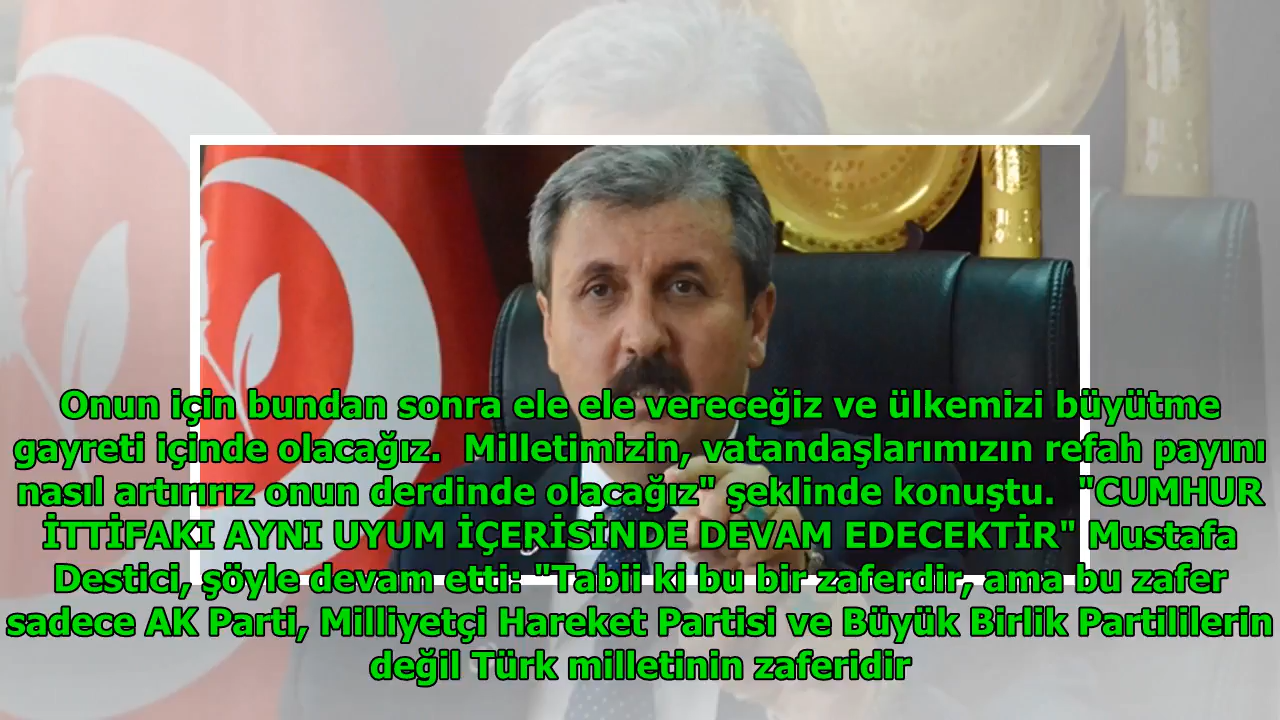 Onun için bundan sonra ele ele vereceğiz ve ülkemizi büyütme
gayreti içinde olacağız.  Milletimizin, vatandaşlarımızın refah payını
nasıl artırırız onun derdinde olacağız" şeklinde konuştu.  "CUMHUR
İTTİFAKI AYNI UYUM İÇERİSİNDE DEVAM EDECEKTİR" Mustafa
Destici, şöyle devam etti: "Tabii ki bu bir zaferdir, ama bu zafer
sadece AK Parti, Milliyetçi Hareket Partisi ve Büyük Birlik Partililerin
değil Türk milletinin zaferidir